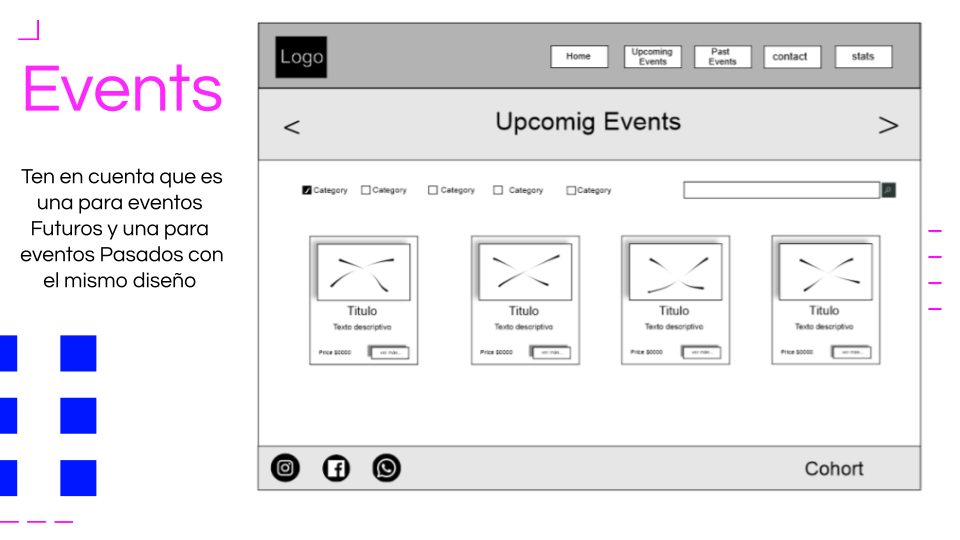 Events
Ten en cuenta que es
una para eventos
Futuros y una para
eventos Pasados con
el mismo diseño
Logo
Home
Upcoming
Events
Past
Events
contact
stats
<
Upcomig Events
>
Category
Category
Category
Category
Category
Titulo
Texto descriptivo
Price $0000
ver más...
Titulo
Texto descriptivo
Price $0000
ver más...
Titulo
Texto descriptivo
Price $0000
ver más...
Titulo
Texto descriptivo
Price $0000
ver más...
Cohort